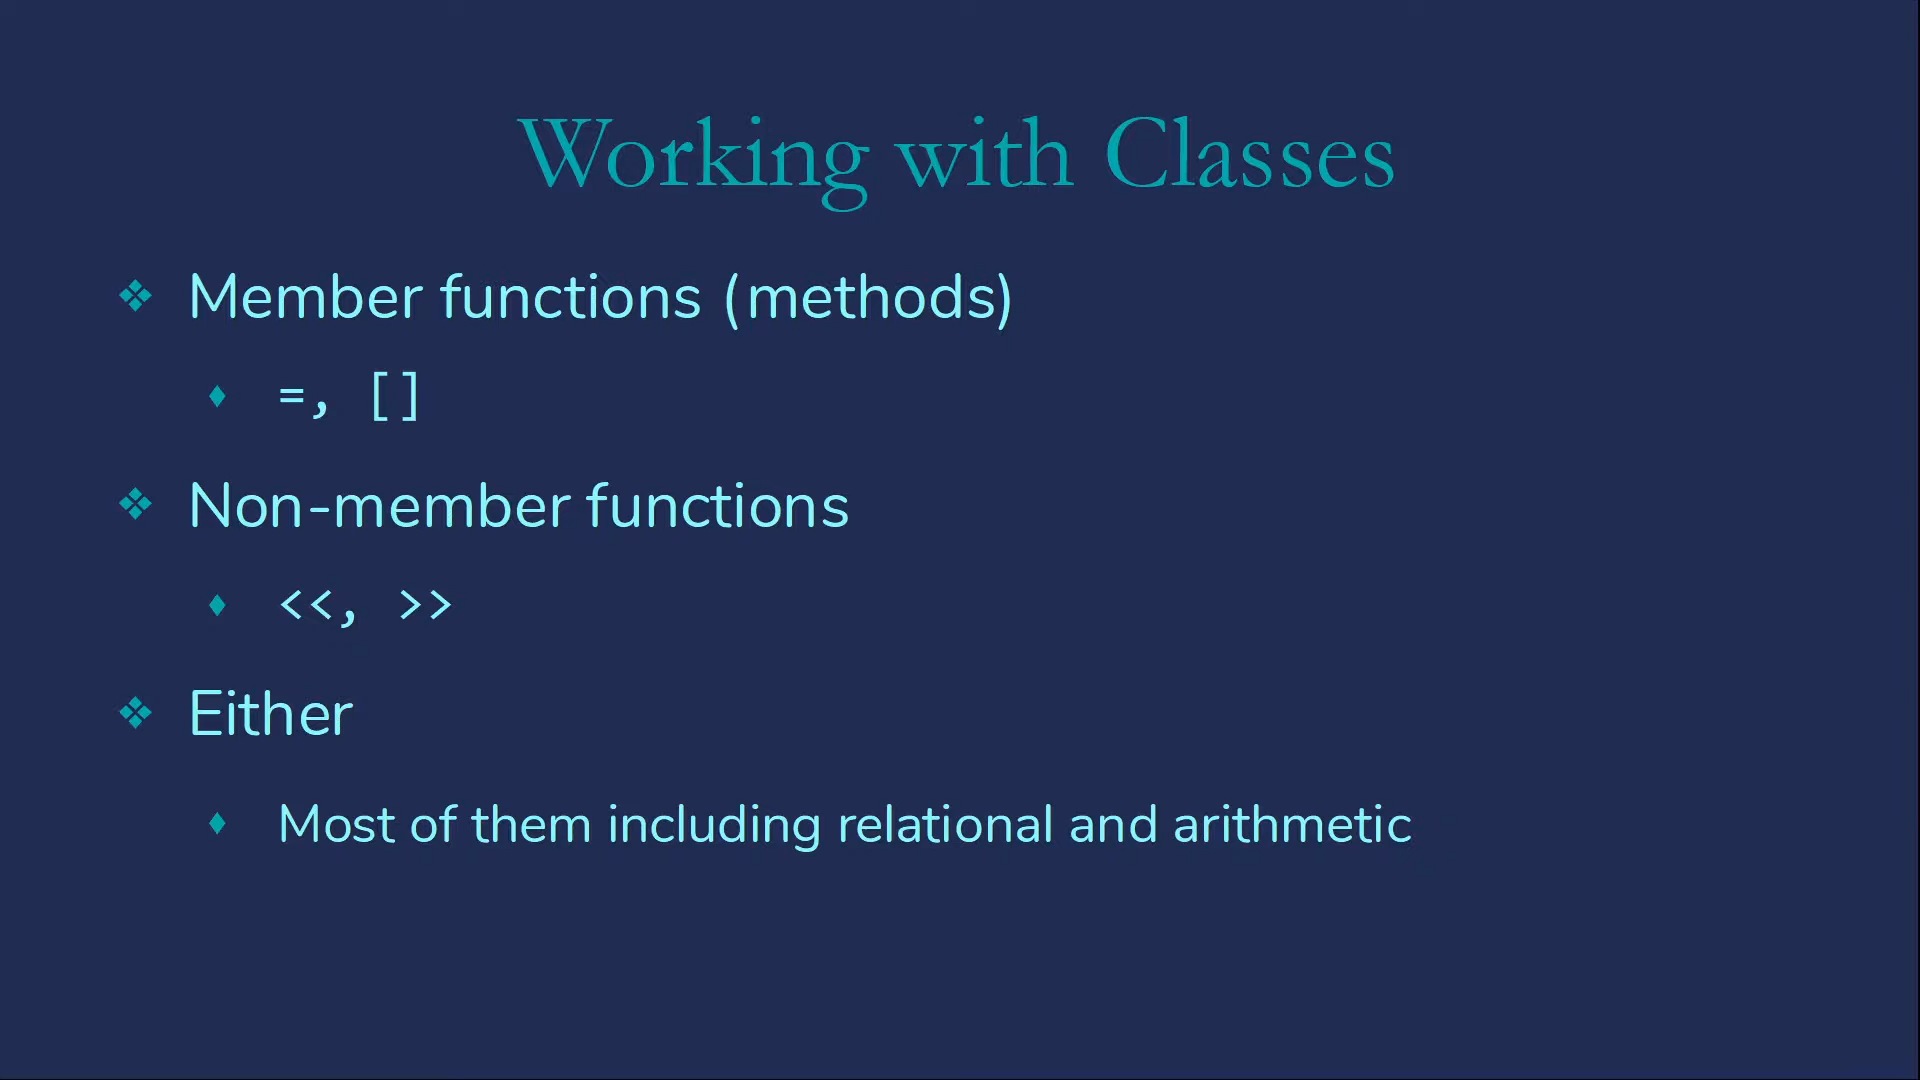 Working with Classes
Member functions (methods)
=, []
Non-member functions
<<, >>
Either
Most of them including relational and arithmetic